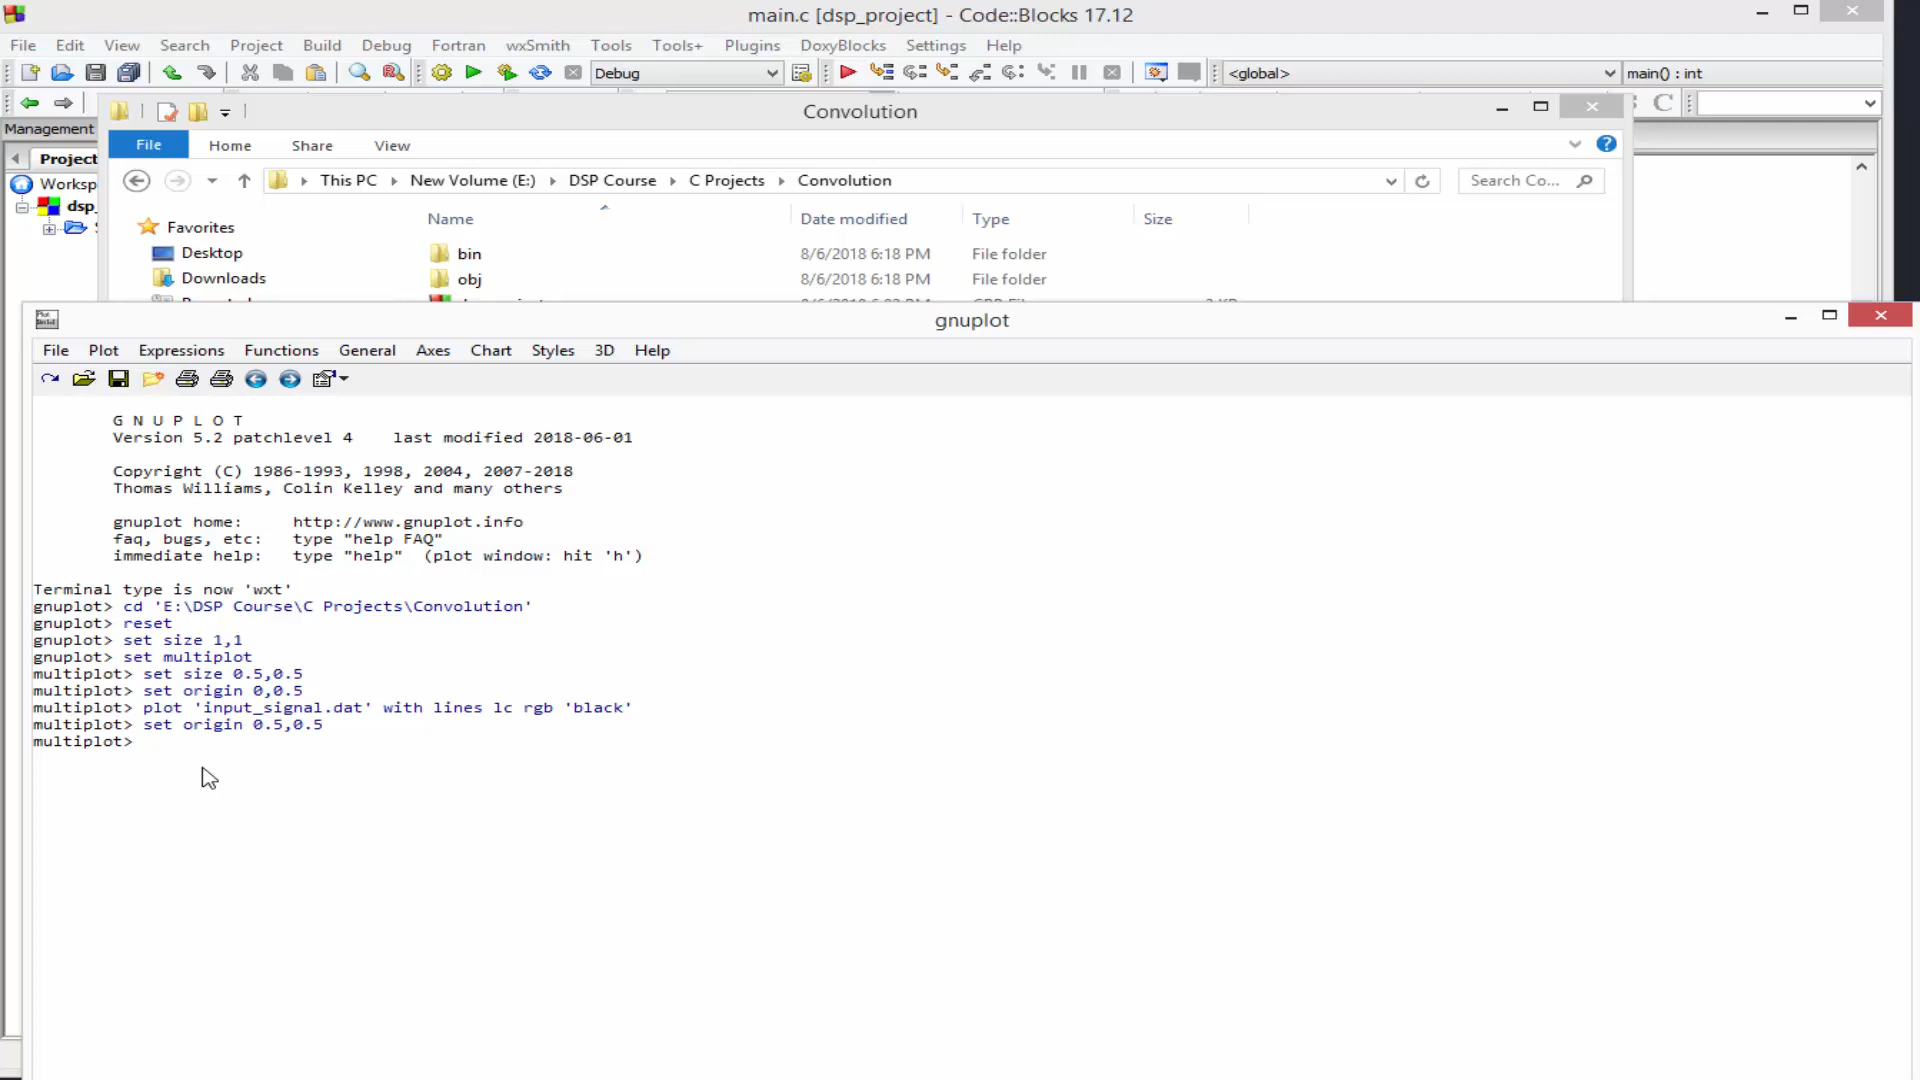 main.c [dsp_project] - Code::Blocks 17.12
File Edit View Search Project Build Debug Fortran wxSmith Tools Tools+ Plugins DoxyBlocks Settings Help
Debug
<global>
main() : int
Management
Convolution
File Home Share View
Project
Worksp
dsp_
This PC New Volume (E:) DSP Course C Projects Convolution
Search Co...
Name Date modified Type Size
Favorites
Desktop
Downloads
bin 8/6/2018 6:18 PM File folder
obj 8/6/2018 6:18 PM File folder
gnuplot
File Plot Expressions Functions General Axes Chart Styles 3D Help
G N U P L O T
Version 5.2 patchlevel 4 last modified 2018-06-01
Copyright (C) 1986-1993, 1998, 2004, 2007-2018
Thomas Williams, Colin Kelley and many others
gnuplot home: http://www.gnuplot.info
faq, bugs, etc: type "help FAQ"
immediate help: type "help" (plot window: hit 'h')
Terminal type is now 'wxt'
gnuplot> cd 'E:\DSP Course\C Projects\Convolution'
gnuplot> reset
gnuplot> set size 1,1
gnuplot> set multiplot
multiplot> set size 0.5,0.5
multiplot> set origin 0,0.5
multiplot> plot 'input_signal.dat' with lines lc rgb 'black'
multiplot> set origin 0.5,0.5
multiplot>